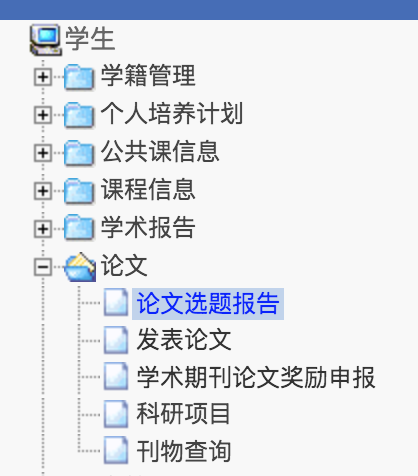 学生
学籍管理
个人培养计划
公共课信息
课程信息
学术报告
论文
论文选题报告
发表论文
学术期刊论文奖励申报
科研项目
刊物查询